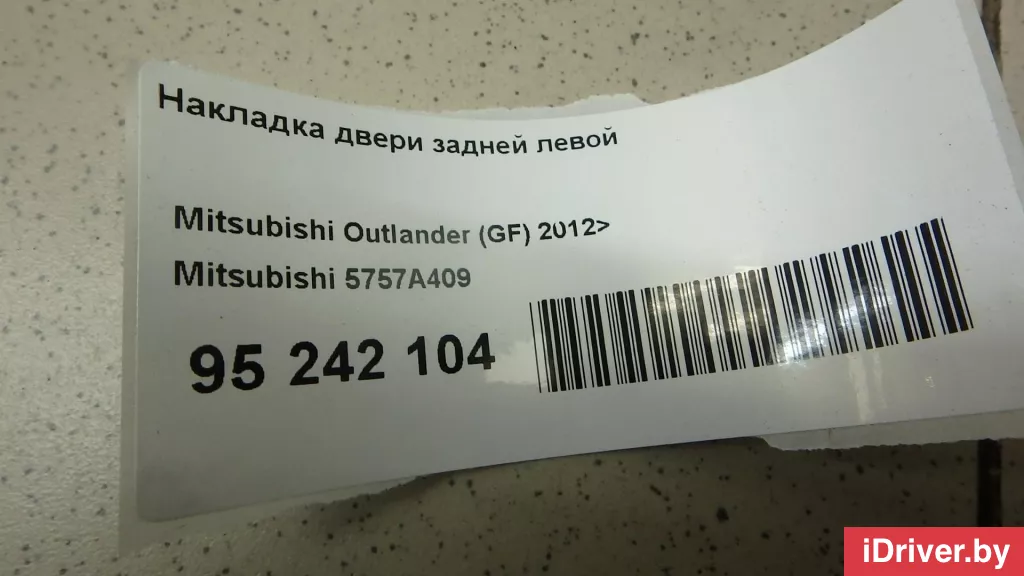 Накладка двери задней левой
Mitsubishi Outlander (GF) 2012>
Mitsubishi 5757A409
95 242 104
iDriver.by